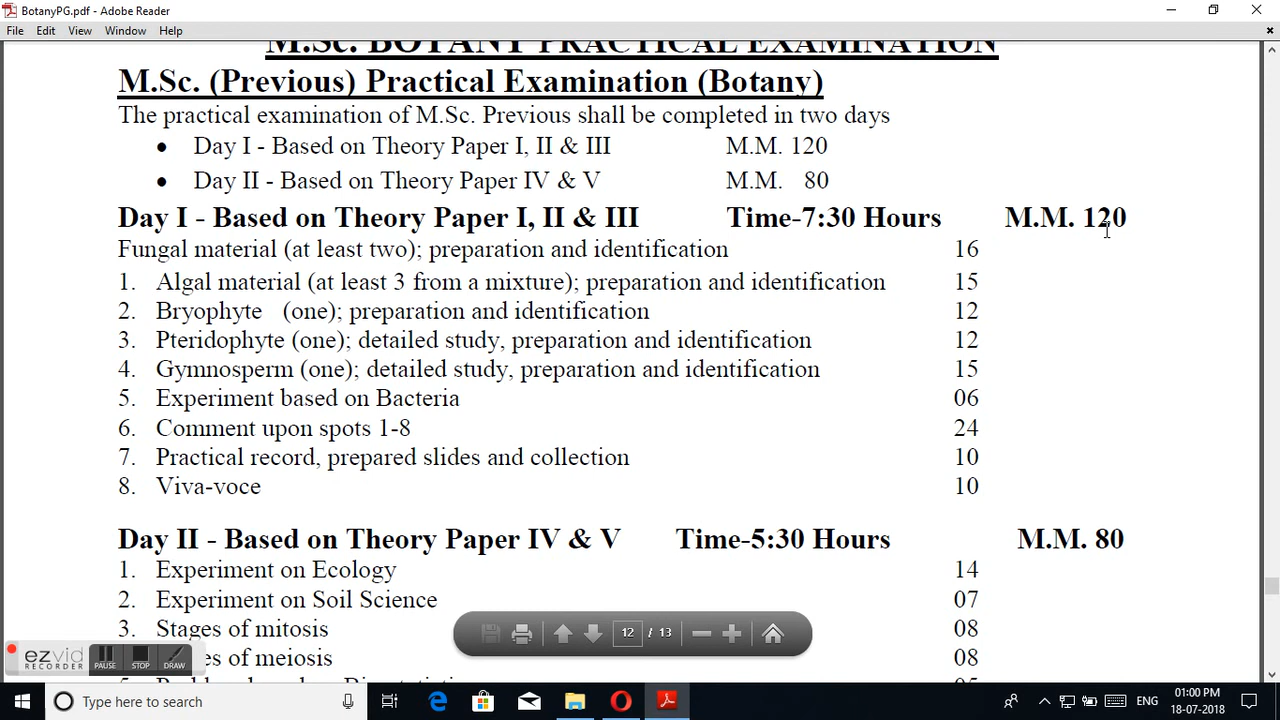 BotanyPG.pdf - Adobe Reader
File Edit View Window Help
M.Sc. BOTANY PRACTICAL EXAMINATION
M.Sc. (Previous) Practical Examination (Botany)
The practical examination of M.Sc. Previous shall be completed in two days
• Day I - Based on Theory Paper I, II & III M.M. 120
• Day II - Based on Theory Paper IV & V M.M. 80
Day I - Based on Theory Paper I, II & III Time-7:30 Hours M.M. 120
Fungal material (at least two); preparation and identification 16
1. Algal material (at least 3 from a mixture); preparation and identification 15
2. Bryophyte (one); preparation and identification 12
3. Pteridophyte (one); detailed study, preparation and identification 12
4. Gymnosperm (one); detailed study, preparation and identification 15
5. Experiment based on Bacteria 06
6. Comment upon spots 1-8 24
7. Practical record, prepared slides and collection 10
8. Viva-voce 10
Day II - Based on Theory Paper IV & V Time-5:30 Hours M.M. 80
1. Experiment on Ecology 14
2. Experiment on Soil Science 07
3. Stages of mitosis 08
es of meiosis 08
12 / 13
ezvid
RECORDER
PAUSE STOP DRAW
Type here to search
ENG
01:00 PM
18-07-2018